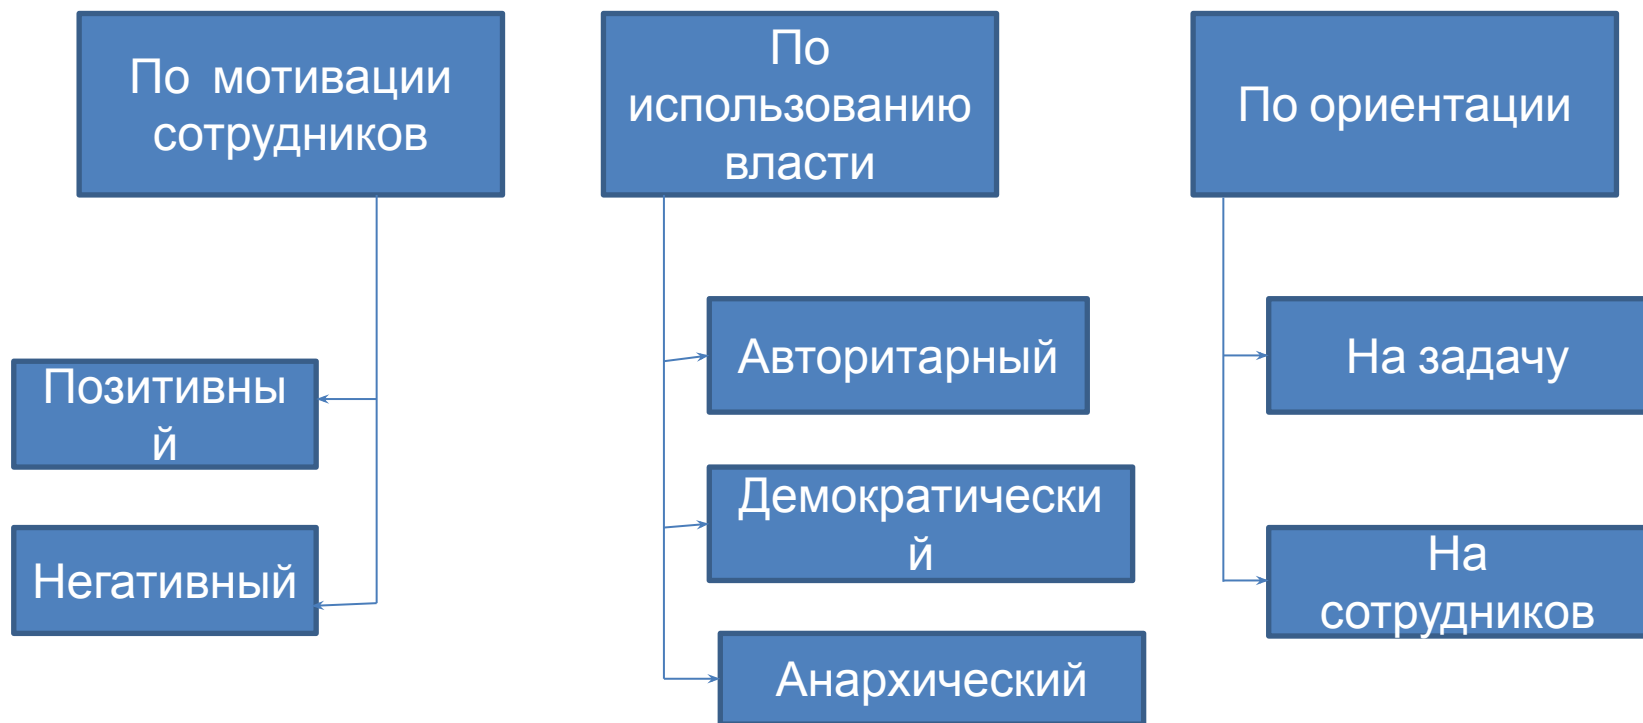 По мотивации
сотрудников
По
использованию
власти
По ориентации
Позитивны
й
Негативный
Авторитарный
Демократически
й
Анархический
На задачу
На
сотрудников